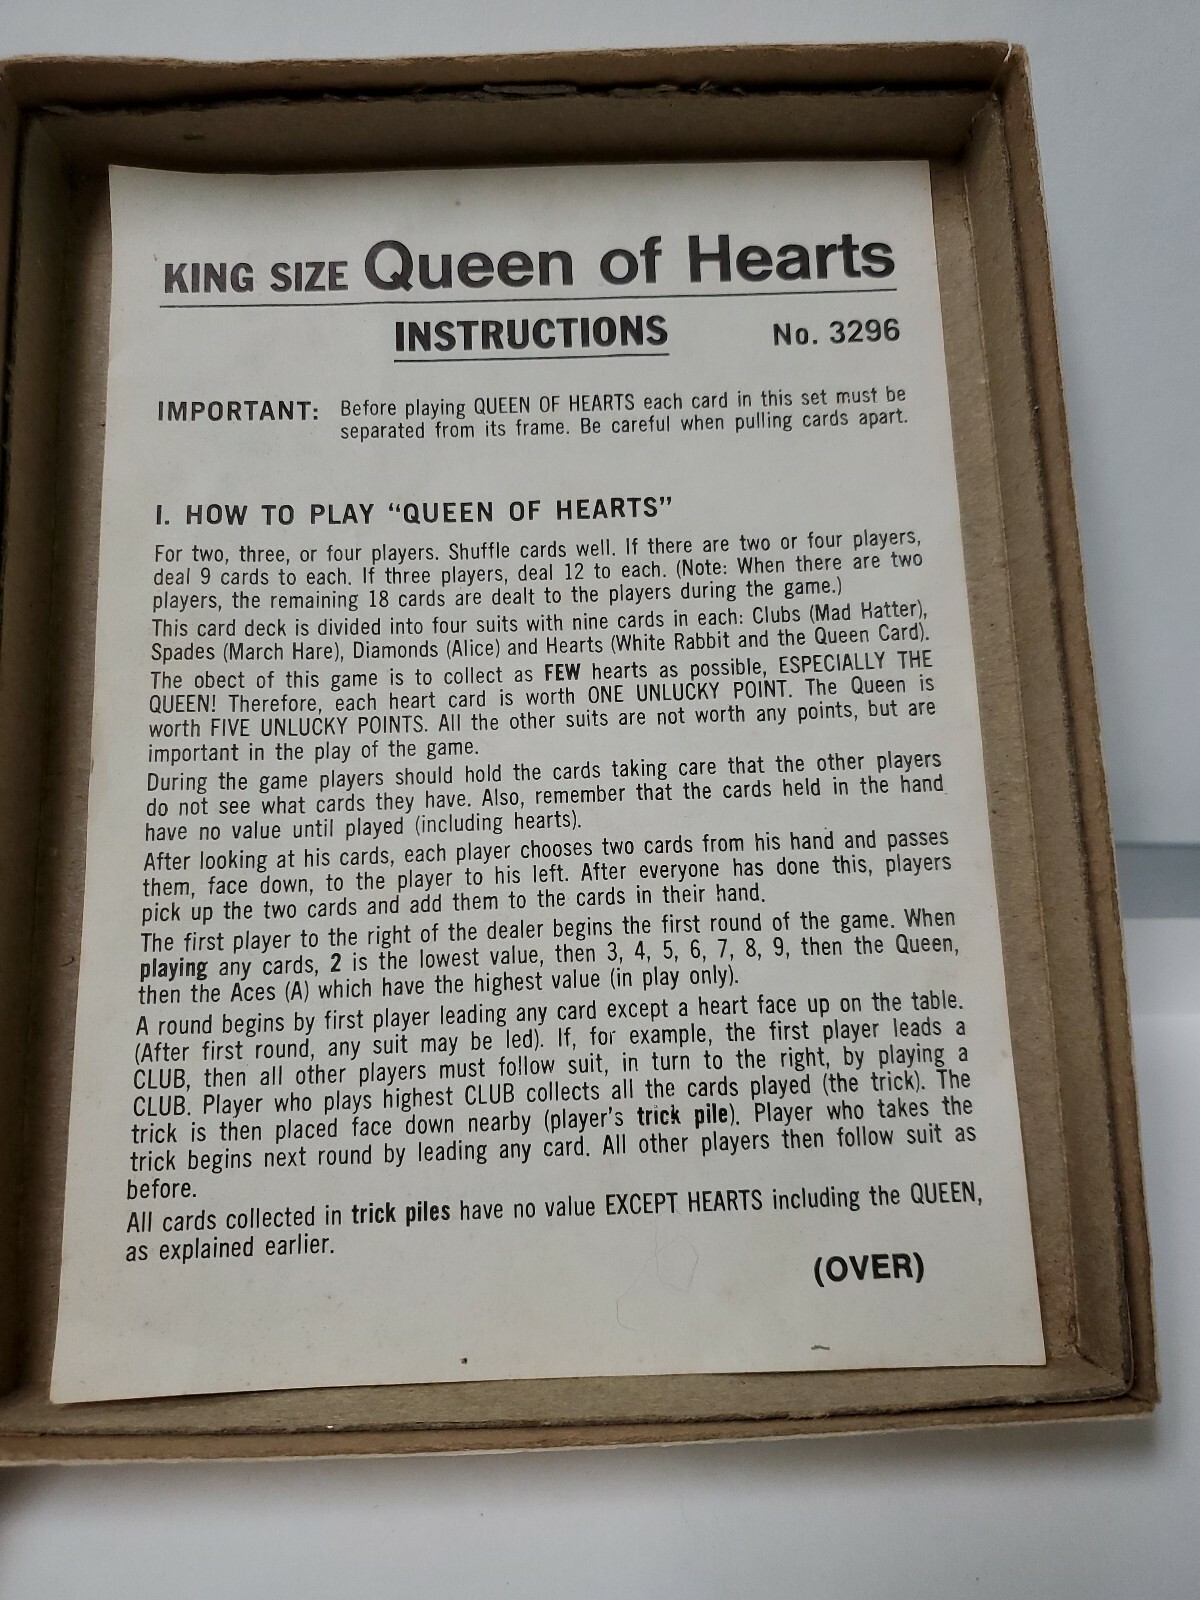 KING SIZE Queen of Hearts
INSTRUCTIONS No. 3296
IMPORTANT: Before playing QUEEN OF HEARTS each card in this set must be
separated from its frame. Be careful when pulling cards apart.
I. HOW TO PLAY “QUEEN OF HEARTS”
For two, three, or four players. Shuffle cards well. If there are two or four players,
deal 9 cards to each. If three players, deal 12 to each. (Note: When there are two
players, the remaining 18 cards are dealt to the players during the game.)
This card deck is divided into four suits with nine cards in each: Clubs (Mad Hatter),
Spades (March Hare), Diamonds (Alice) and Hearts (White Rabbit and the Queen Card).
The obect of this game is to collect as FEW hearts as possible, ESPECIALLY THE
QUEEN! Therefore, each heart card is worth ONE UNLUCKY POINT. The Queen is
worth FIVE UNLUCKY POINTS. All the other suits are not worth any points, but are
important in the play of the game.
During the game players should hold the cards taking care that the other players
do not see what cards they have. Also, remember that the cards held in the hand
have no value until played (including hearts).
After looking at his cards, each player chooses two cards from his hand and passes
them, face down, to the player to his left. After everyone has done this, players
pick up the two cards and add them to the cards in their hand.
The first player to the right of the dealer begins the first round of the game. When
playing any cards, 2 is the lowest value, then 3, 4, 5, 6, 7, 8, 9, then the Queen,
then the Aces (A) which have the highest value (in play only).
A round begins by first player leading any card except a heart face up on the table.
(After first round, any suit may be led). If, for example, the first player leads a
CLUB, then all other players must follow suit, in turn to the right, by playing a
CLUB. Player who plays highest CLUB collects all the cards played (the trick). The
trick is then placed face down nearby (player's trick pile). Player who takes the
trick begins next round by leading any card. All other players then follow suit as
before.
All cards collected in trick piles have no value EXCEPT HEARTS including the QUEEN,
as explained earlier.
(OVER)